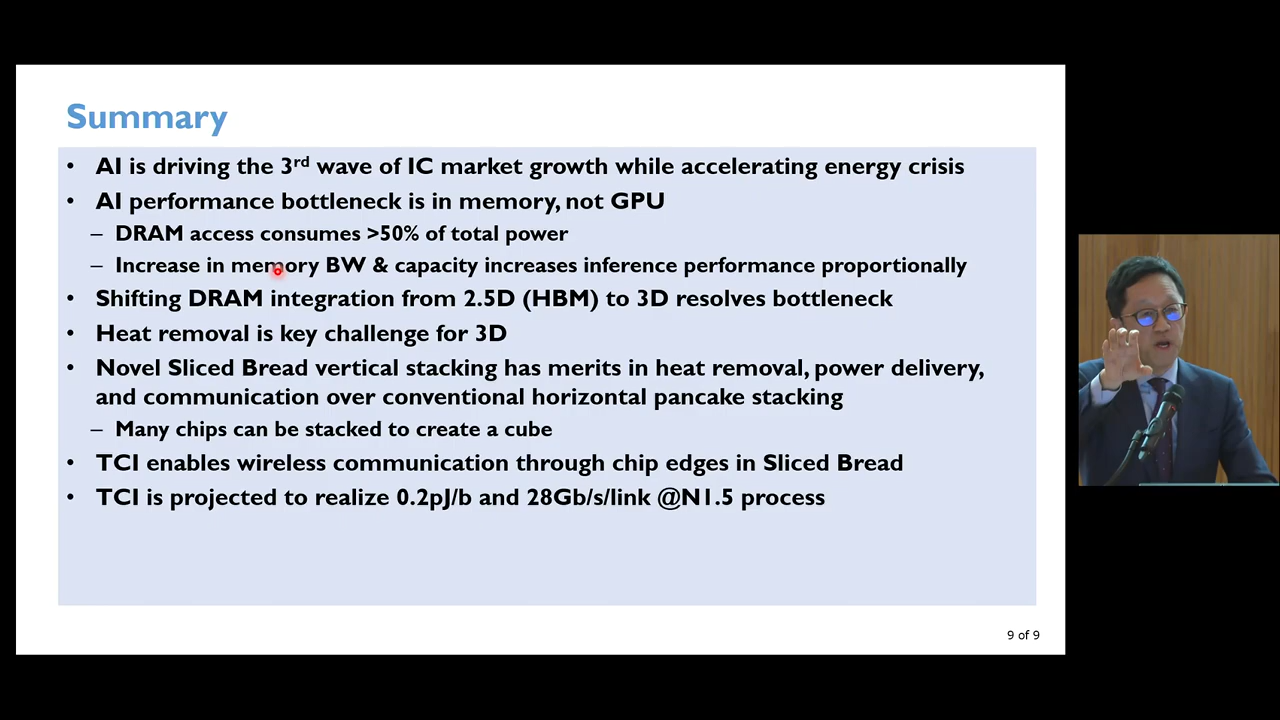 Summary
• AI is driving the 3rd wave of IC market growth while accelerating energy crisis
• AI performance bottleneck is in memory, not GPU
– DRAM access consumes >50% of total power
– Increase in memory BW & capacity increases inference performance proportionally
• Shifting DRAM integration from 2.5D (HBM) to 3D resolves bottleneck
• Heat removal is key challenge for 3D
• Novel Sliced Bread vertical stacking has merits in heat removal, power delivery,
and communication over conventional horizontal pancake stacking
– Many chips can be stacked to create a cube
• TCI enables wireless communication through chip edges in Sliced Bread
• TCI is projected to realize 0.2pJ/b and 28Gb/s/link @N1.5 process
9 of 9